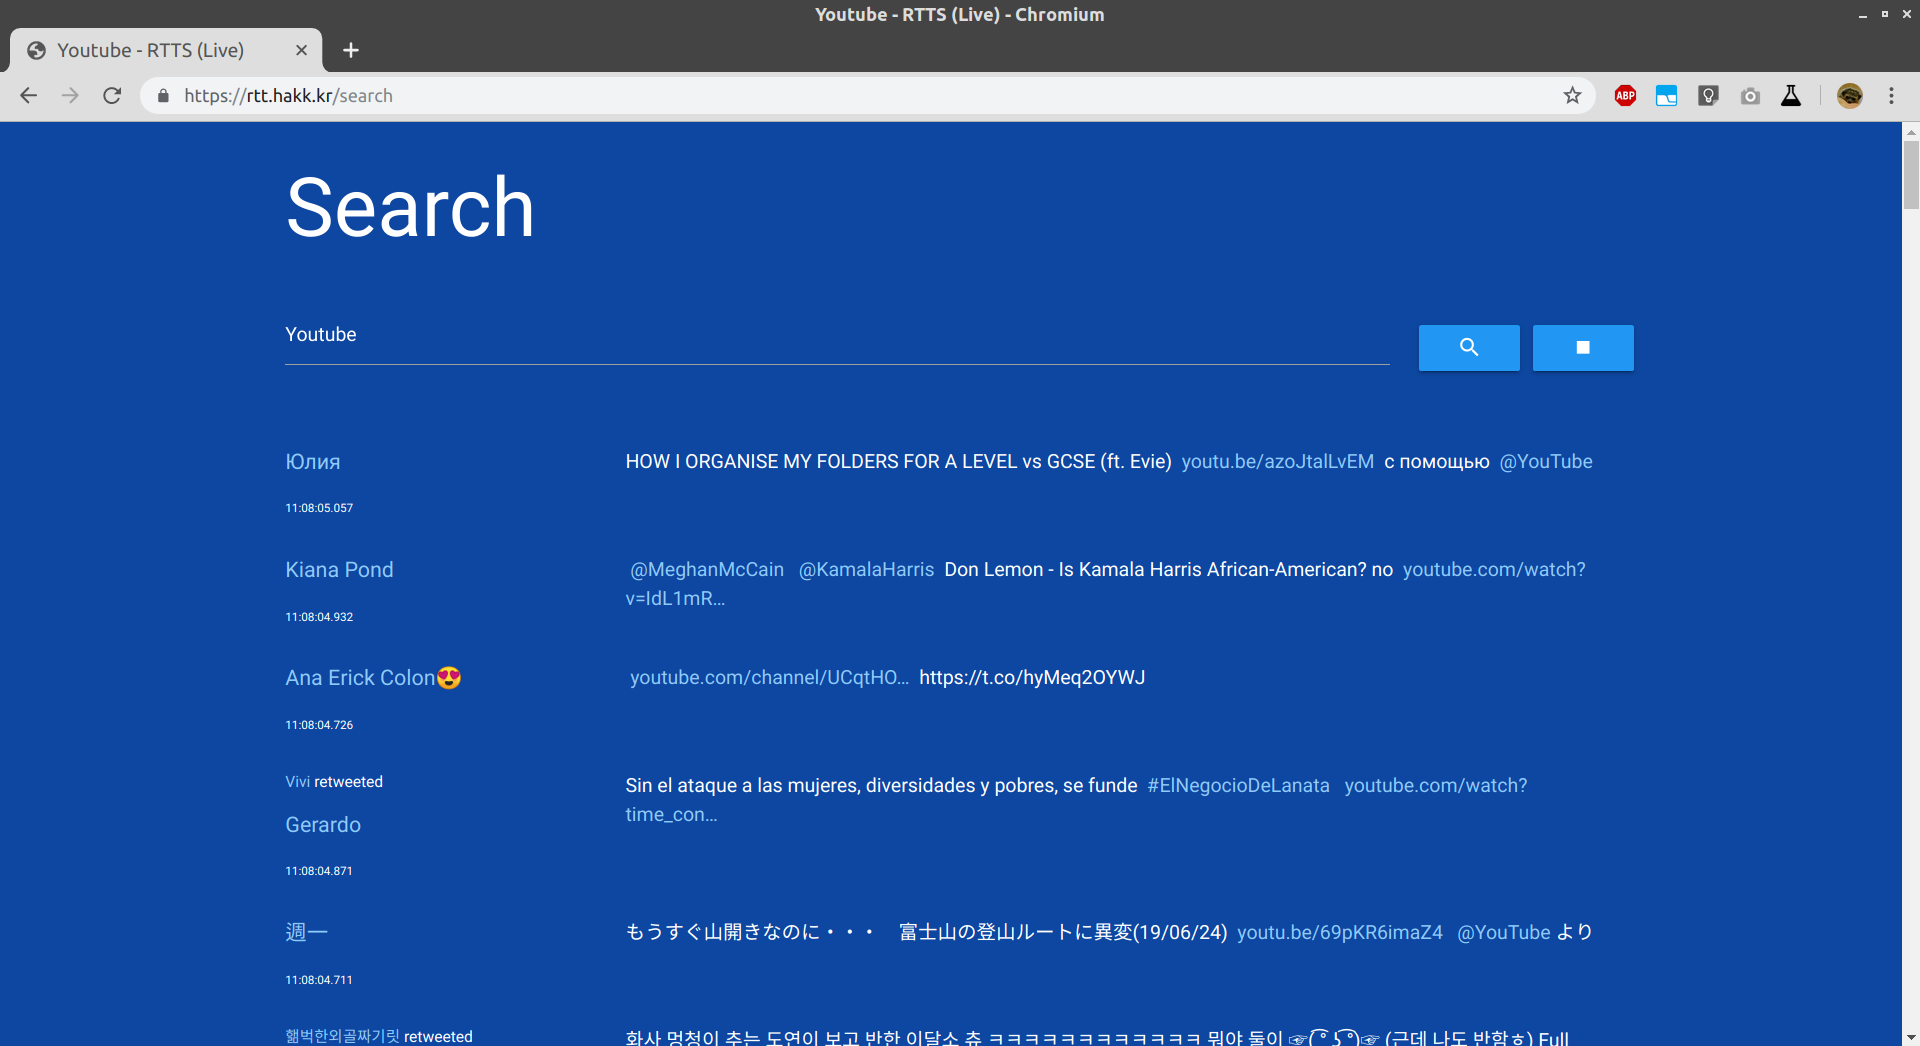 Youtube - RTTS (Live) - Chromium
Youtube - RTTS (Live)
https://rtt.hakk.kr/search
ABP
Search
Youtube
Юлия
HOW I ORGANISE MY FOLDERS FOR A LEVEL vs GCSE (ft. Evie) youtu.be/azoJtalLvEM с помощью @YouTube
11:08:05.057
Kiana Pond
@MeghanMcCain @KamalaHarris Don Lemon - Is Kamala Harris African-American? no youtube.com/watch?
v=IdL1mR…
11:08:04.932
Ana Erick Colon😍
youtube.com/channel/UCqtHO… https://t.co/hyMeq2OYWJ
11:08:04.726
Vivi retweeted
Gerardo
Sin el ataque a las mujeres, diversidades y pobres, se funde #ElNegocioDeLanata youtube.com/watch?
time_con…
11:08:04.871
週一
もうすぐ山開きなのに・・・　富士山の登山ルートに異変(19/06/24) youtu.be/69pKR6imaZ4 @YouTube より
11:08:04.711
햶벅한외골짜기릿 retweeted
화사 멍청이 추는 도연이 보고 반한 이달소 츄 ㅋㅋㅋㅋㅋㅋㅋㅋㅋㅋㅋㅋ 뭐야 둘이 ☞( ͡° ͜ʖ ͡°)☞ (근데 나도 반함ㅎ) Full